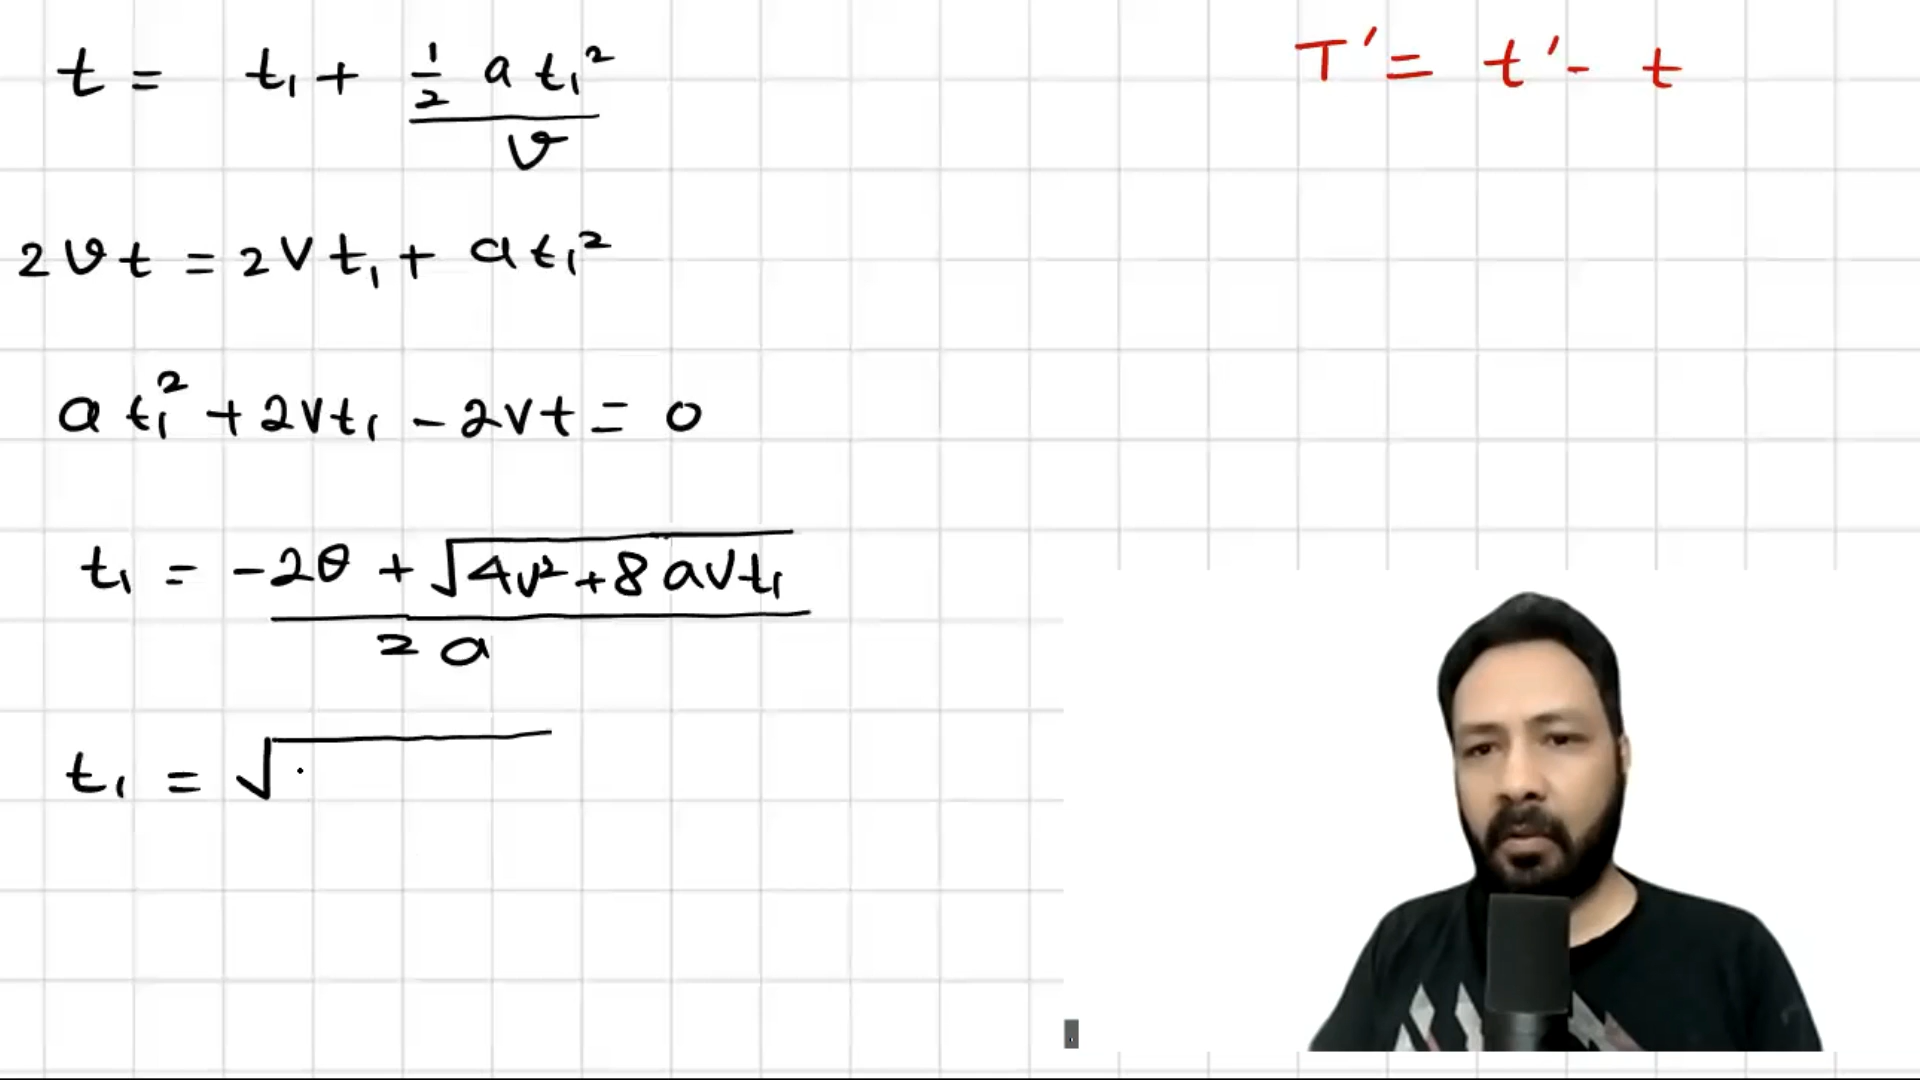 t = t₁ + ½ a t₁² / v
T' = t' - t
2vt = 2vt₁ + at₁²
at₁² + 2vt₁ - 2vt = 0
t₁ = -2θ + √(4v² + 8avt₁) / 2a
t₁ = √